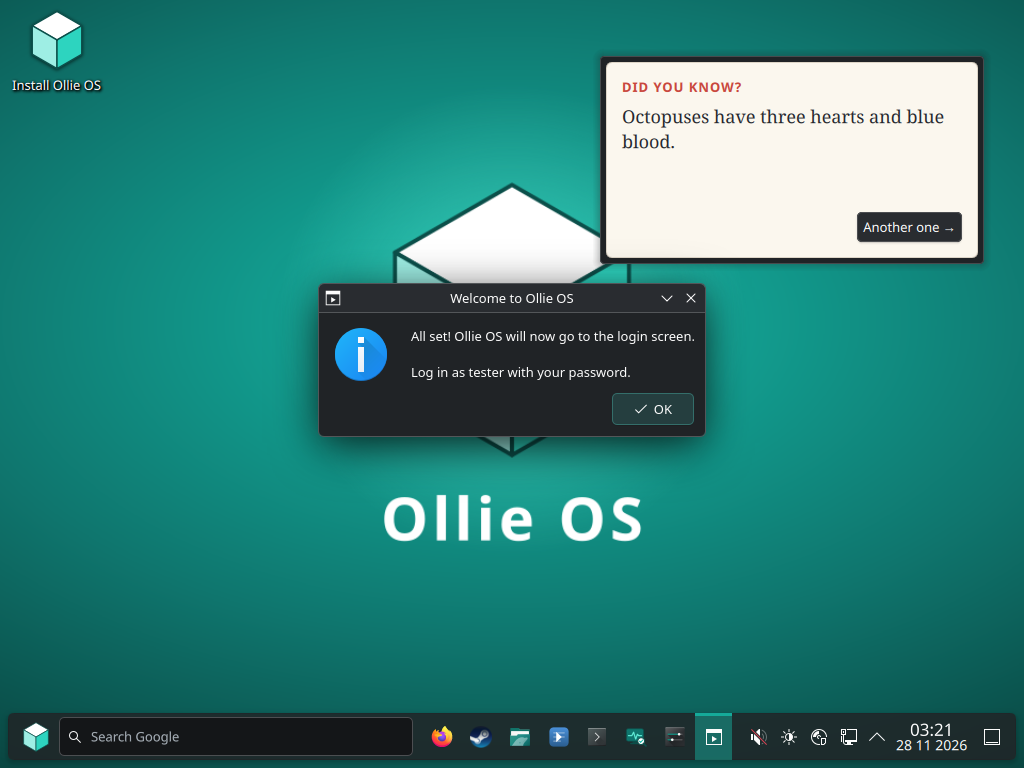 Install Ollie OS
DID YOU KNOW?
Octopuses have three hearts and blue
blood.
Another one →
Welcome to Ollie OS
All set! Ollie OS will now go to the login screen.
Log in as tester with your password.
OK
Ollie OS
Search Google
03:21
28 11 2026